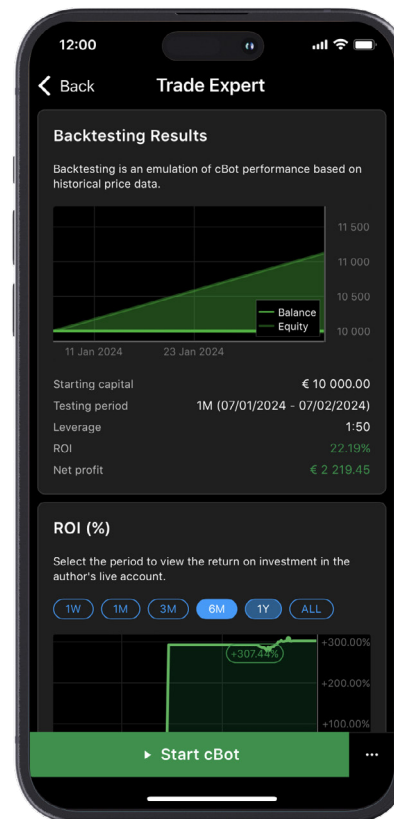 12:00
Back
Trade Expert
Backtesting Results
Backtesting is an emulation of cBot performance based on
historical price data.
11 500
11 000
10 500
10 000
Balance
Equity
11 Jan 2024
23 Jan 2024
Starting capital € 10 000.00
Testing period 1M (07/01/2024 - 07/02/2024)
Leverage 1:50
ROI 22.19%
Net profit € 2 219.45
ROI (%)
Select the period to view the return on investment in the
author's live account.
1W 1M 3M 6M 1Y ALL
+300.00%
+307.44%
+200.00%
+100.00%
Start cBot